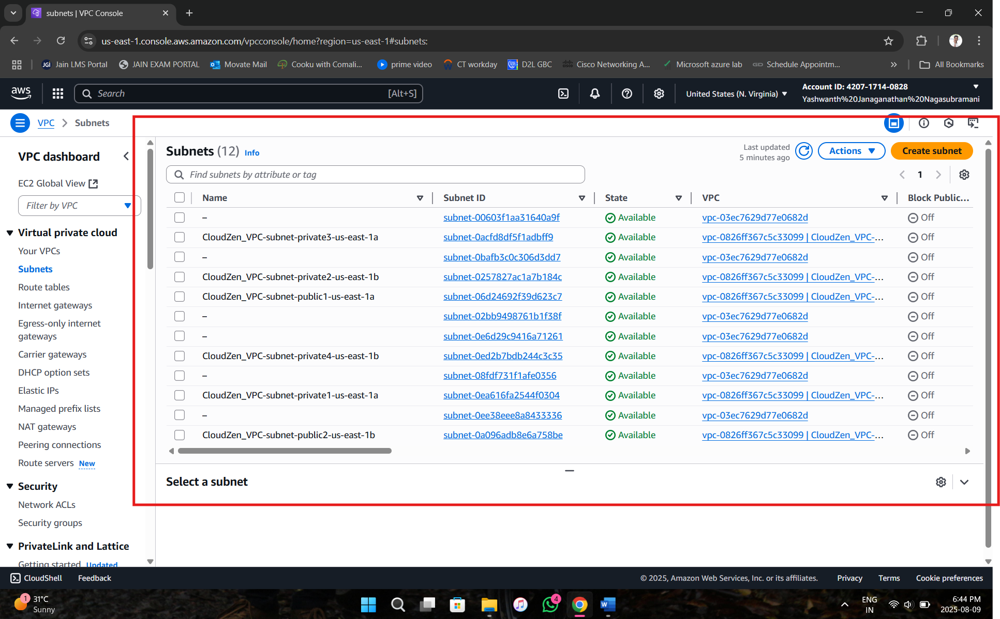 subnets | VPC Console
us-east-1.console.aws.amazon.com/vpcconsole/home?region=us-east-1#subnets:
JGI Jain LMS Portal JAIN EXAM PORTAL Movate Mail Cooku with Comali... prime video CT workday D2L GBC Cisco Networking A... Microsoft azure lab GD Schedule Appointm... » All Bookmarks
aws Search [Alt+S] United States (N. Virginia) Account ID: 4207-1714-0828
Yashwanth%20Janaganathan%20Nagasubramani
VPC Subnets
VPC dashboard
EC2 Global View
Filter by VPC
Virtual private cloud
Your VPCs
Subnets
Route tables
Internet gateways
Egress-only internet
gateways
Carrier gateways
DHCP option sets
Elastic IPs
Managed prefix lists
NAT gateways
Peering connections
Route servers New
Security
Network ACLs
Security groups
PrivateLink and Lattice
Getting started Updated
Subnets (12) Info
Last updated
5 minutes ago
Actions
Create subnet
Find subnets by attribute or tag
1
Name Subnet ID State VPC Block Public...
– subnet-00603f1aa31640a9f Available vpc-03ec7629d77e0682d Off
CloudZen_VPC-subnet-private3-us-east-1a subnet-0acfd8df5f1adbff9 Available vpc-0826ff367c5c33099 | CloudZen_VPC-... Off
– subnet-0bafb3c0c306d3dd7 Available vpc-03ec7629d77e0682d Off
CloudZen_VPC-subnet-private2-us-east-1b subnet-0257827ac1a7b184c Available vpc-0826ff367c5c33099 | CloudZen_VPC-... Off
CloudZen_VPC-subnet-public1-us-east-1a subnet-06d24692f39d623c7 Available vpc-0826ff367c5c33099 | CloudZen_VPC-... Off
– subnet-02bb9498761b1f38f Available vpc-03ec7629d77e0682d Off
– subnet-0e6d29c9416a71261 Available vpc-03ec7629d77e0682d Off
CloudZen_VPC-subnet-private4-us-east-1b subnet-0ed2b7bdb244c3c35 Available vpc-0826ff367c5c33099 | CloudZen_VPC-... Off
– subnet-08fdf731f1afe0356 Available vpc-03ec7629d77e0682d Off
CloudZen_VPC-subnet-private1-us-east-1a subnet-0ea616fa2544f0304 Available vpc-0826ff367c5c33099 | CloudZen_VPC-... Off
– subnet-0ee38eee8a8433336 Available vpc-03ec7629d77e0682d Off
CloudZen_VPC-subnet-public2-us-east-1b subnet-0a096adb8e6a758be Available vpc-0826ff367c5c33099 | CloudZen_VPC-... Off
Select a subnet
CloudShell Feedback © 2025, Amazon Web Services, Inc. or its affiliates. Privacy Terms Cookie preferences
1 31°C
Sunny
4
W
ENG
IN
6:44 PM
2025-08-09